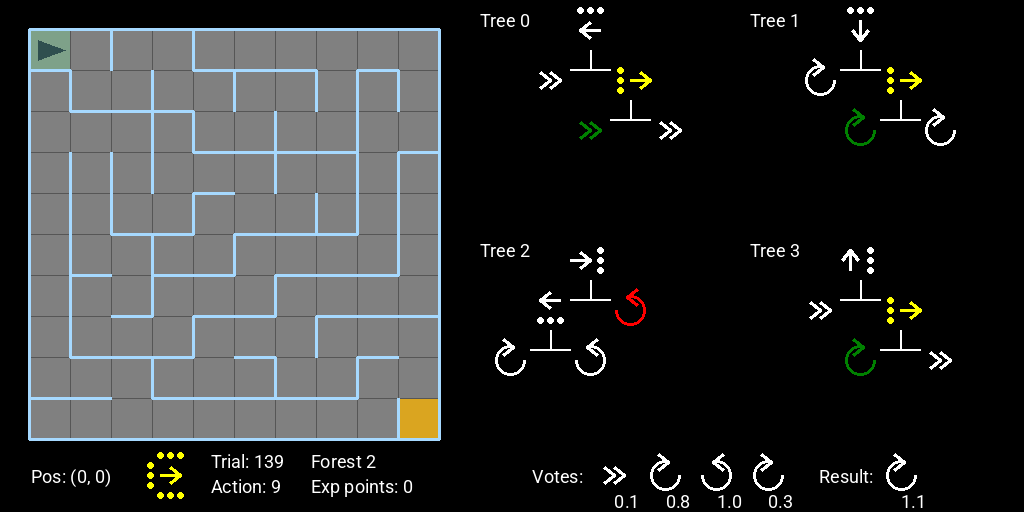 Tree 0
Tree 1
Tree 2
Tree 3
Pos: (0, 0)
Trial: 139
Forest 2
Action: 9
Exp points: 0
Votes:
0.1
0.8
1.0
0.3
Result:
1.1